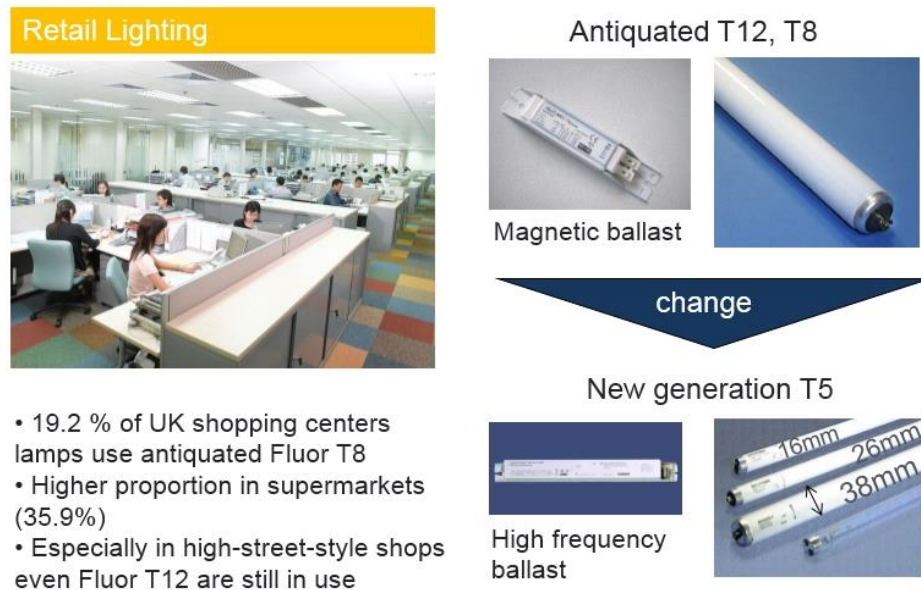 Retail Lighting
• 19.2 % of UK shopping centers
lamps use antiquated Fluor T8
• Higher proportion in supermarkets
(35.9%)
• Especially in high-street-style shops
even Fluor T12 are still in use
Antiquated T12, T8
Magnetic ballast
change
New generation T5
High frequency
ballast
16mm
26mm
38mm